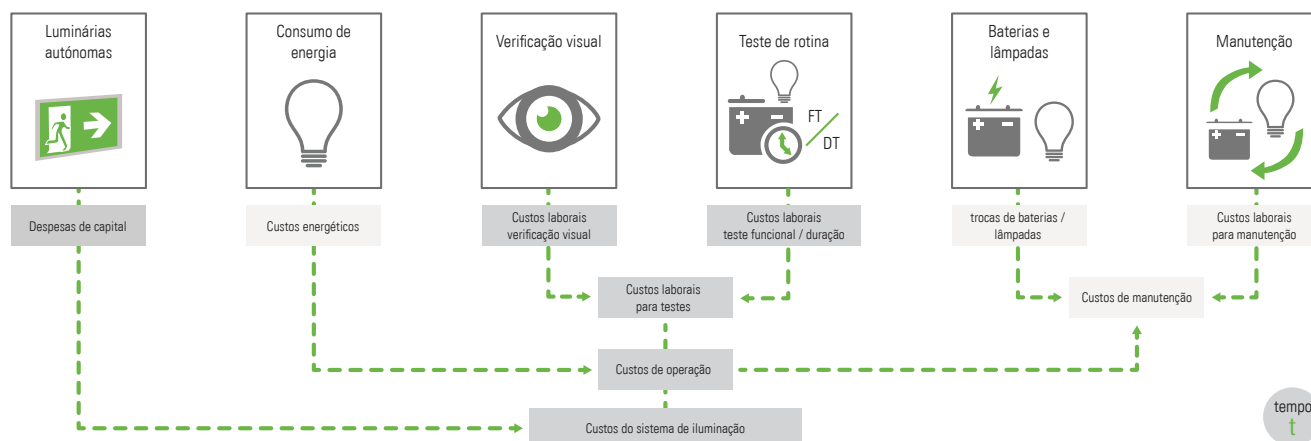 Luminárias
autónomas
Consumo de
energia
Verificação visual
Teste de rotina
FT
DT
Baterias e
lâmpadas
Manutenção
Despesas de capital
Custos energéticos
Custos laborais
verificação visual
Custos laborais
teste funcional / duração
trocas de baterias /
lâmpadas
Custos laborais
para manutenção
Custos laborais
para testes
Custos de manutenção
Custos de operação
Custos do sistema de iluminação
tempo
t